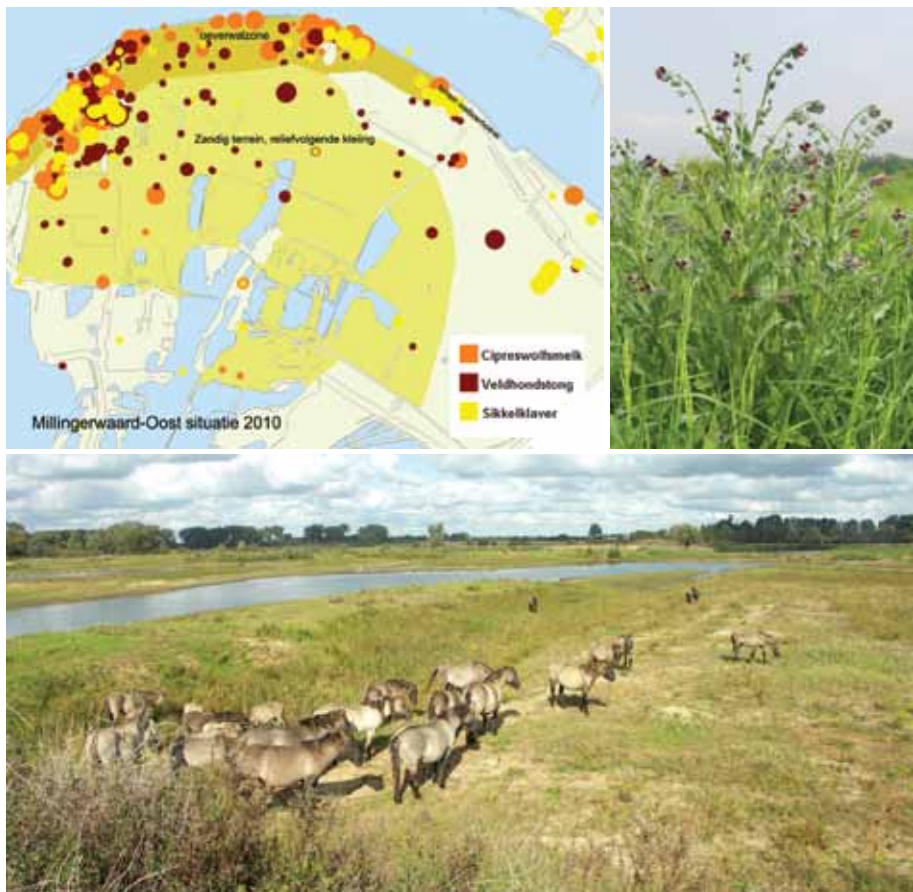 oeverwalzone
Zandig terrein, reliefvolgende kleiing
Cipreswolfsmelk
Veldhondstong
Sikkelklaver
Millingerwaard-Oost situatie 2010